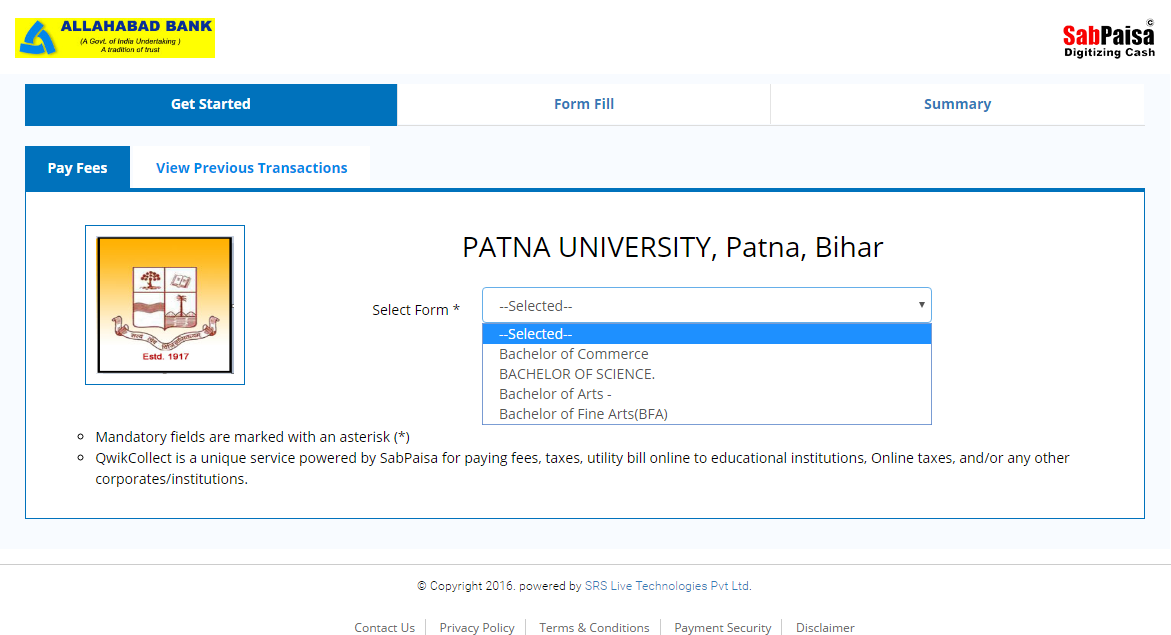 ALLAHABAD BANK
(A Govt. of India Undertaking )
A tradition of trust
SabPaisa
©
Digitizing Cash
Get Started
Form Fill
Summary
Pay Fees
View Previous Transactions
PATNA UNIVERSITY, Patna, Bihar
Estd. 1917
Select Form *
--Selected--
--Selected--
Bachelor of Commerce
BACHELOR OF SCIENCE.
Bachelor of Arts -
Bachelor of Fine Arts(BFA)
Mandatory fields are marked with an asterisk (*)
QwikCollect is a unique service powered by SabPaisa for paying fees, taxes, utility bill online to educational institutions, Online taxes, and/or any other
corporates/institutions.
© Copyright 2016. powered by SRS Live Technologies Pvt Ltd.
Contact Us
Privacy Policy
Terms & Conditions
Payment Security
Disclaimer